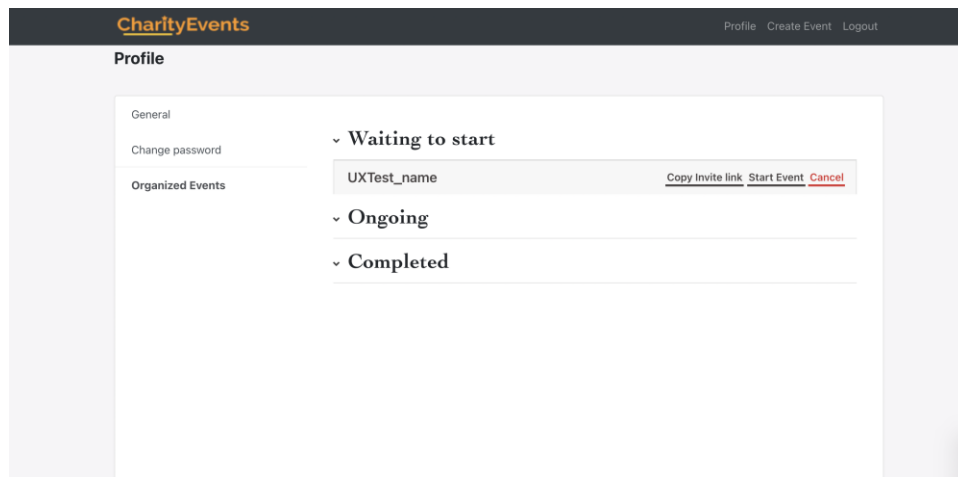 CharityEvents
Profile Create Event Logout
Profile
General
Change password
Organized Events
Waiting to start
UXTest_name
Copy Invite link Start Event Cancel
Ongoing
Completed